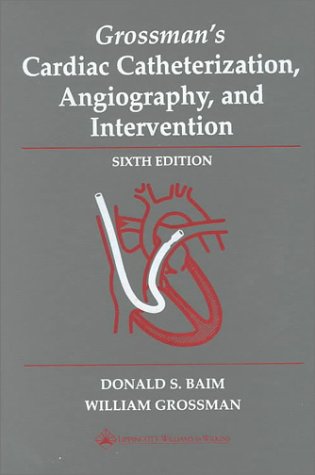 Grossman's
Cardiac Catheterization,
Angiography, and
Intervention
SIXTH EDITION
DONALD S. BAIM
WILLIAM GROSSMAN
LIPPINCOTT WILLIAMS & WILKINS